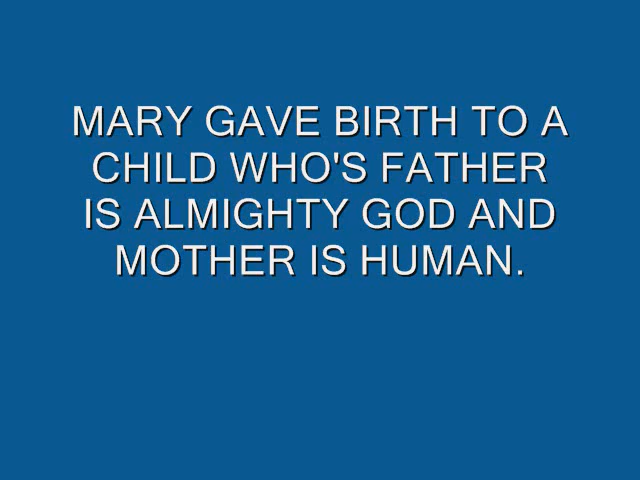 MARY GAVE BIRTH TO A
CHILD WHO'S FATHER
IS ALMIGHTY GOD AND
MOTHER IS HUMAN.